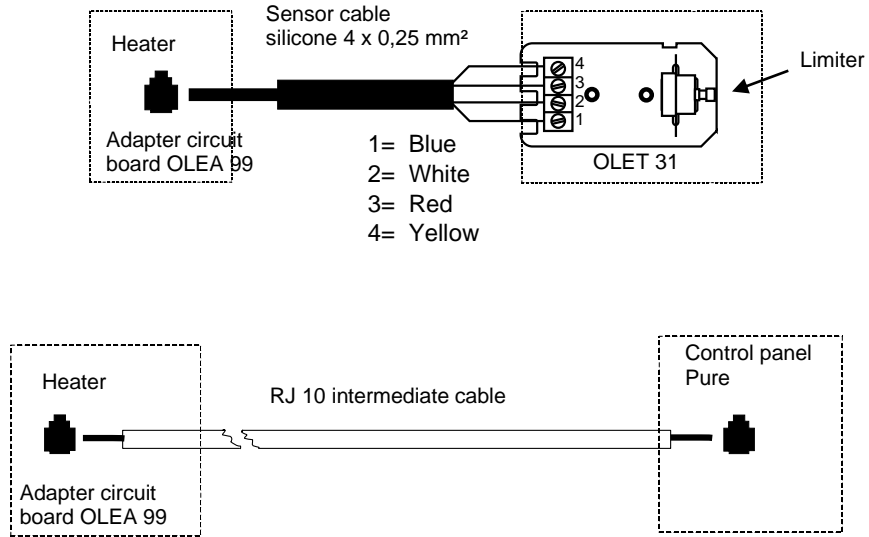 Sensor cable
silicone 4 x 0,25 mm²
Heater
Limiter
4
3
2
1
Adapter circuit
board OLEA 99
OLET 31
1= Blue
2= White
3= Red
4= Yellow
Control panel
Pure
Heater
RJ 10 intermediate cable
Adapter circuit
board OLEA 99